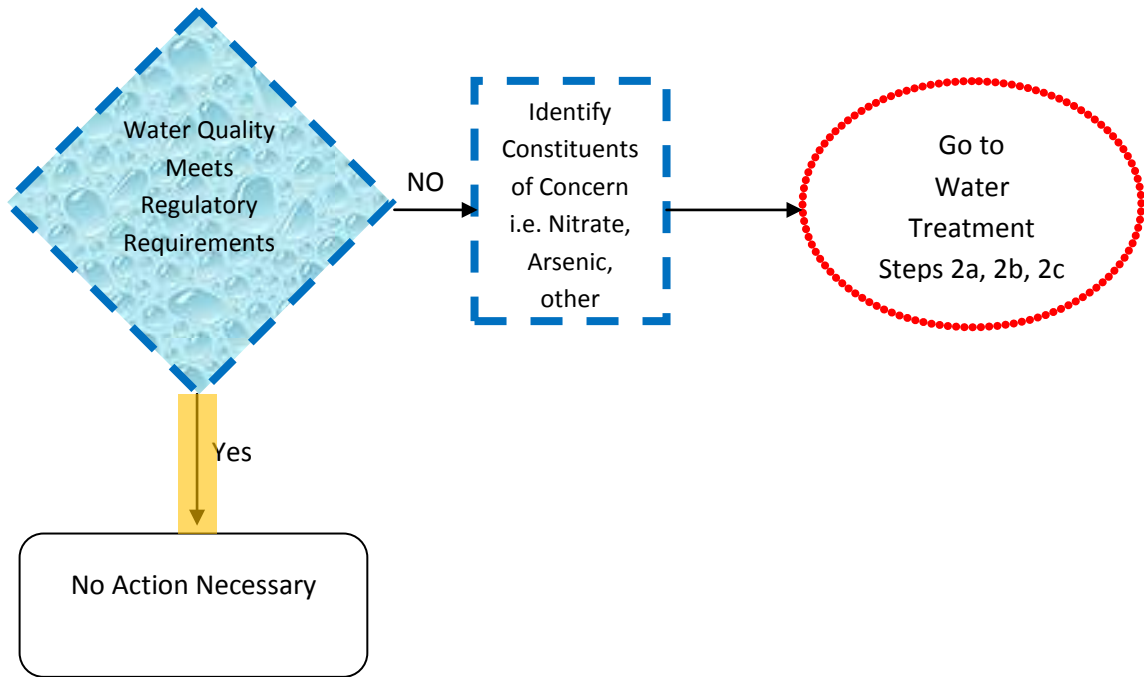 Water Quality
Meets
Regulatory
Requirements
NO
Identify
Constituents
of Concern
i.e. Nitrate,
Arsenic,
other
Go to
Water
Treatment
Steps 2a, 2b, 2c
Yes
No Action Necessary